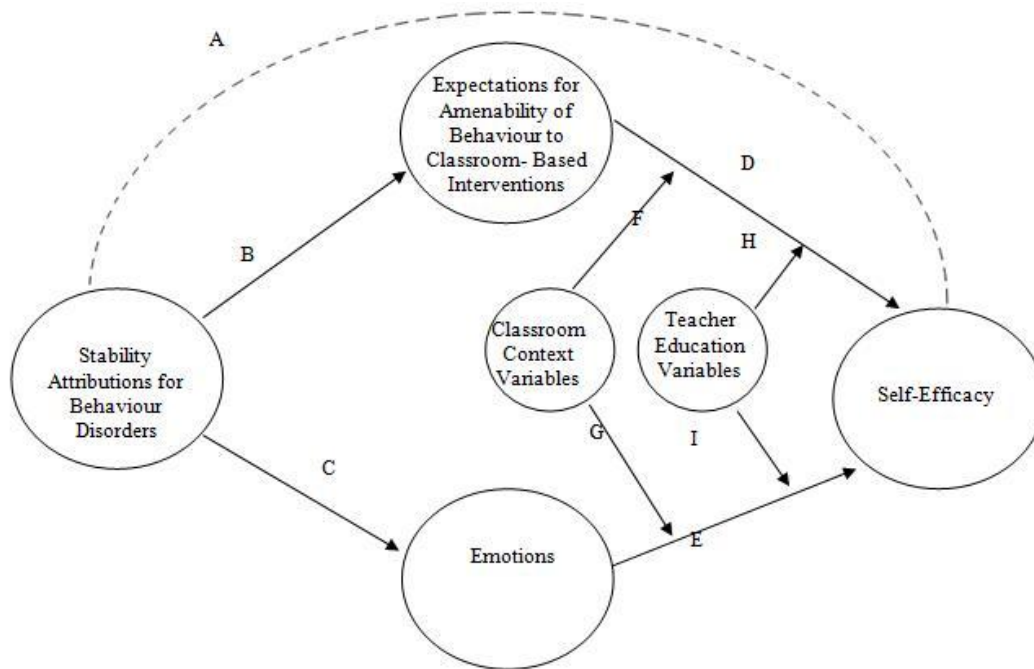 A
Expectations for
Amenability of
Behaviour to
Classroom- Based
Interventions
D
F
H
B
Classroom
Context
Variables
Teacher
Education
Variables
Stability
Attributions for
Behaviour
Disorders
Self-Efficacy
G
I
C
E
Emotions